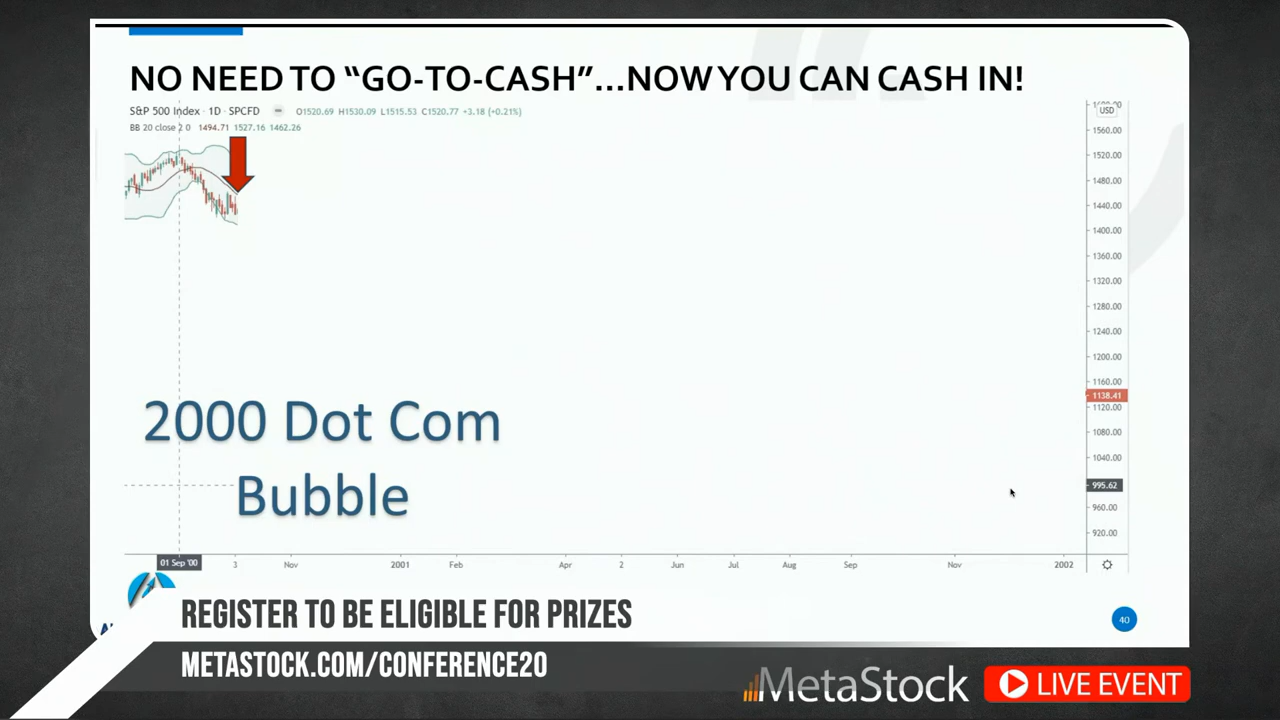 NO NEED TO “GO-TO-CASH”...NOW YOU CAN CASH IN!
S&P 500 Index · 1D · SPCFD O1520.69 H1530.09 L1515.53 C1520.77 +3.18 (+0.21%)
BB 20 close 2 0 1494.71 1527.16 1462.26
USD
1560.00
1520.00
1480.00
1440.00
1400.00
1360.00
1320.00
1280.00
1240.00
1200.00
1160.00
1138.41
1120.00
1080.00
1040.00
995.62
960.00
920.00
2000 Dot Com
Bubble
01 Sep '00 3 Nov 2001 Feb Apr 2 Jun Jul Aug Sep Nov 2002
REGISTER TO BE ELIGIBLE FOR PRIZES
40
METASTOCK.COM/CONFERENCE20
MetaStock
LIVE EVENT